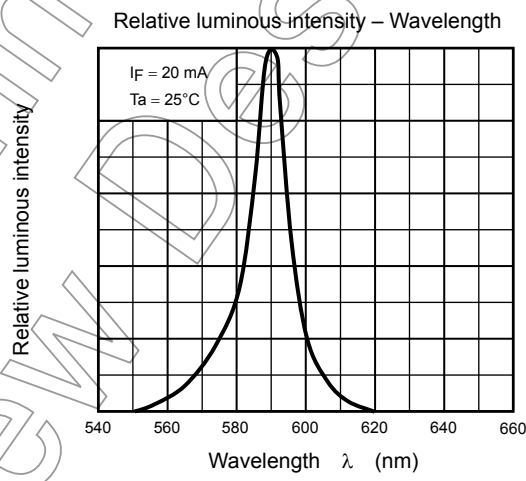 Relative luminous intensity – Wavelength
IF = 20 mA
Ta = 25°C
Relative luminous intensity
540 560 580 600 620 640 660
Wavelength λ (nm)